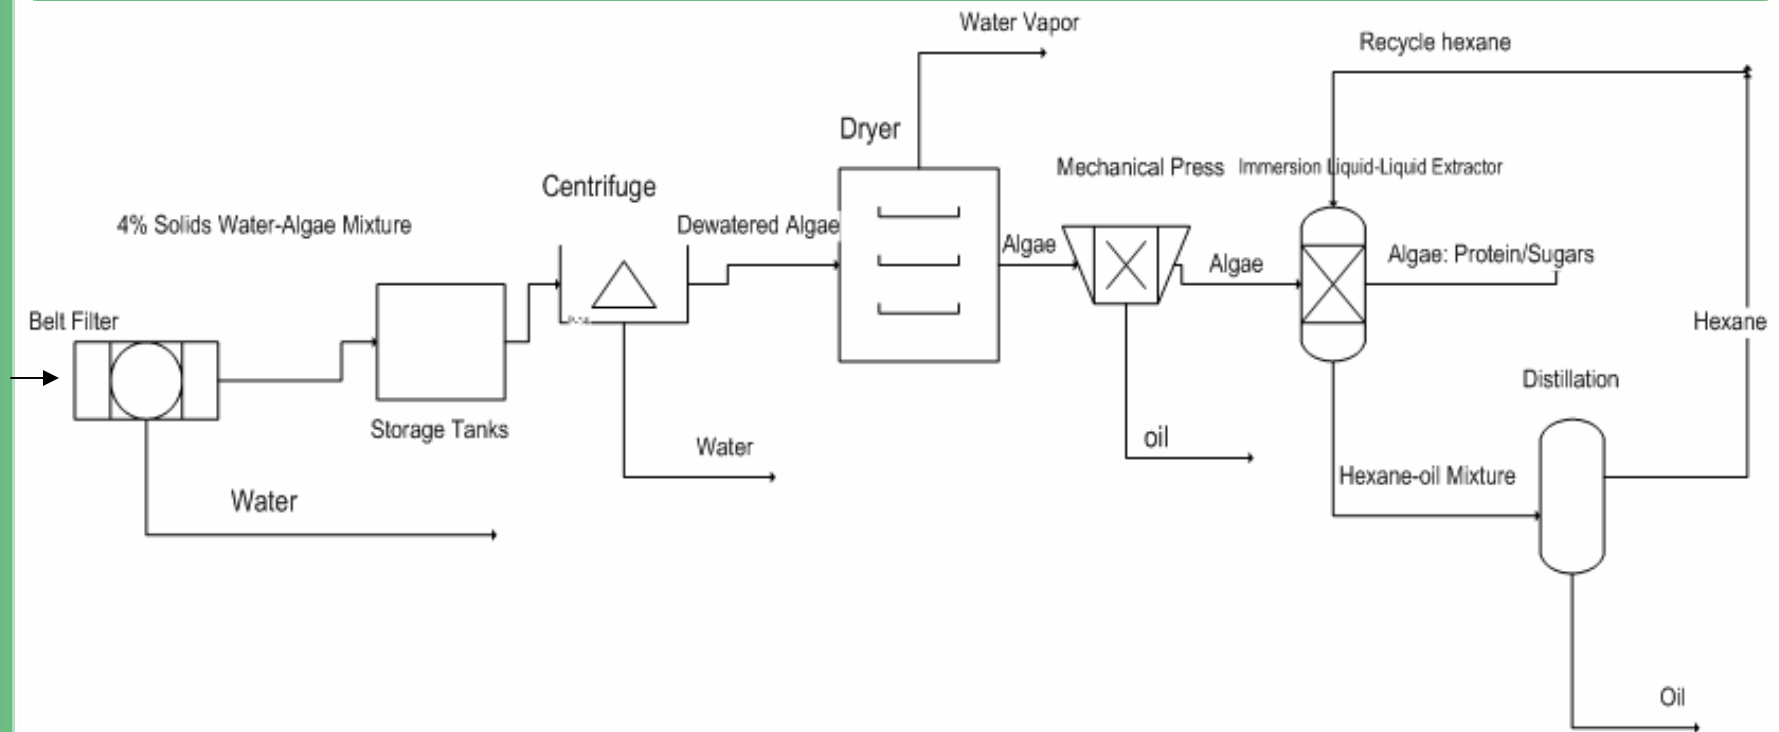 Water Vapor
Recycle hexane
Dryer
Mechanical Press
Immersion Liquid-Liquid Extractor
Centrifuge
4% Solids Water-Algae Mixture
Dewatered Algae
Algae
Algae
Algae: Protein/Sugars
Belt Filter
Hexane
Distillation
Storage Tanks
oil
Water
Hexane-oil Mixture
Water
Oil